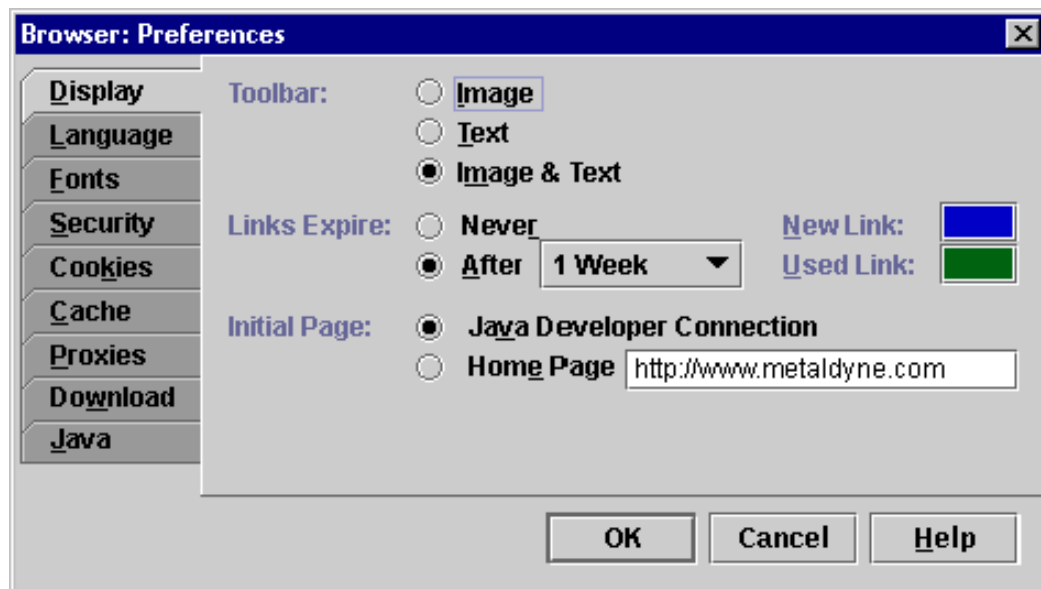 Browser: Preferences
Display
Language
Fonts
Security
Cookies
Cache
Proxies
Download
Java
Toolbar:
Image
Text
Image & Text
Links Expire:
Never
After 1 Week
New Link:
Used Link:
Initial Page:
Java Developer Connection
Home Page http://www.metaldyne.com
OK Cancel Help